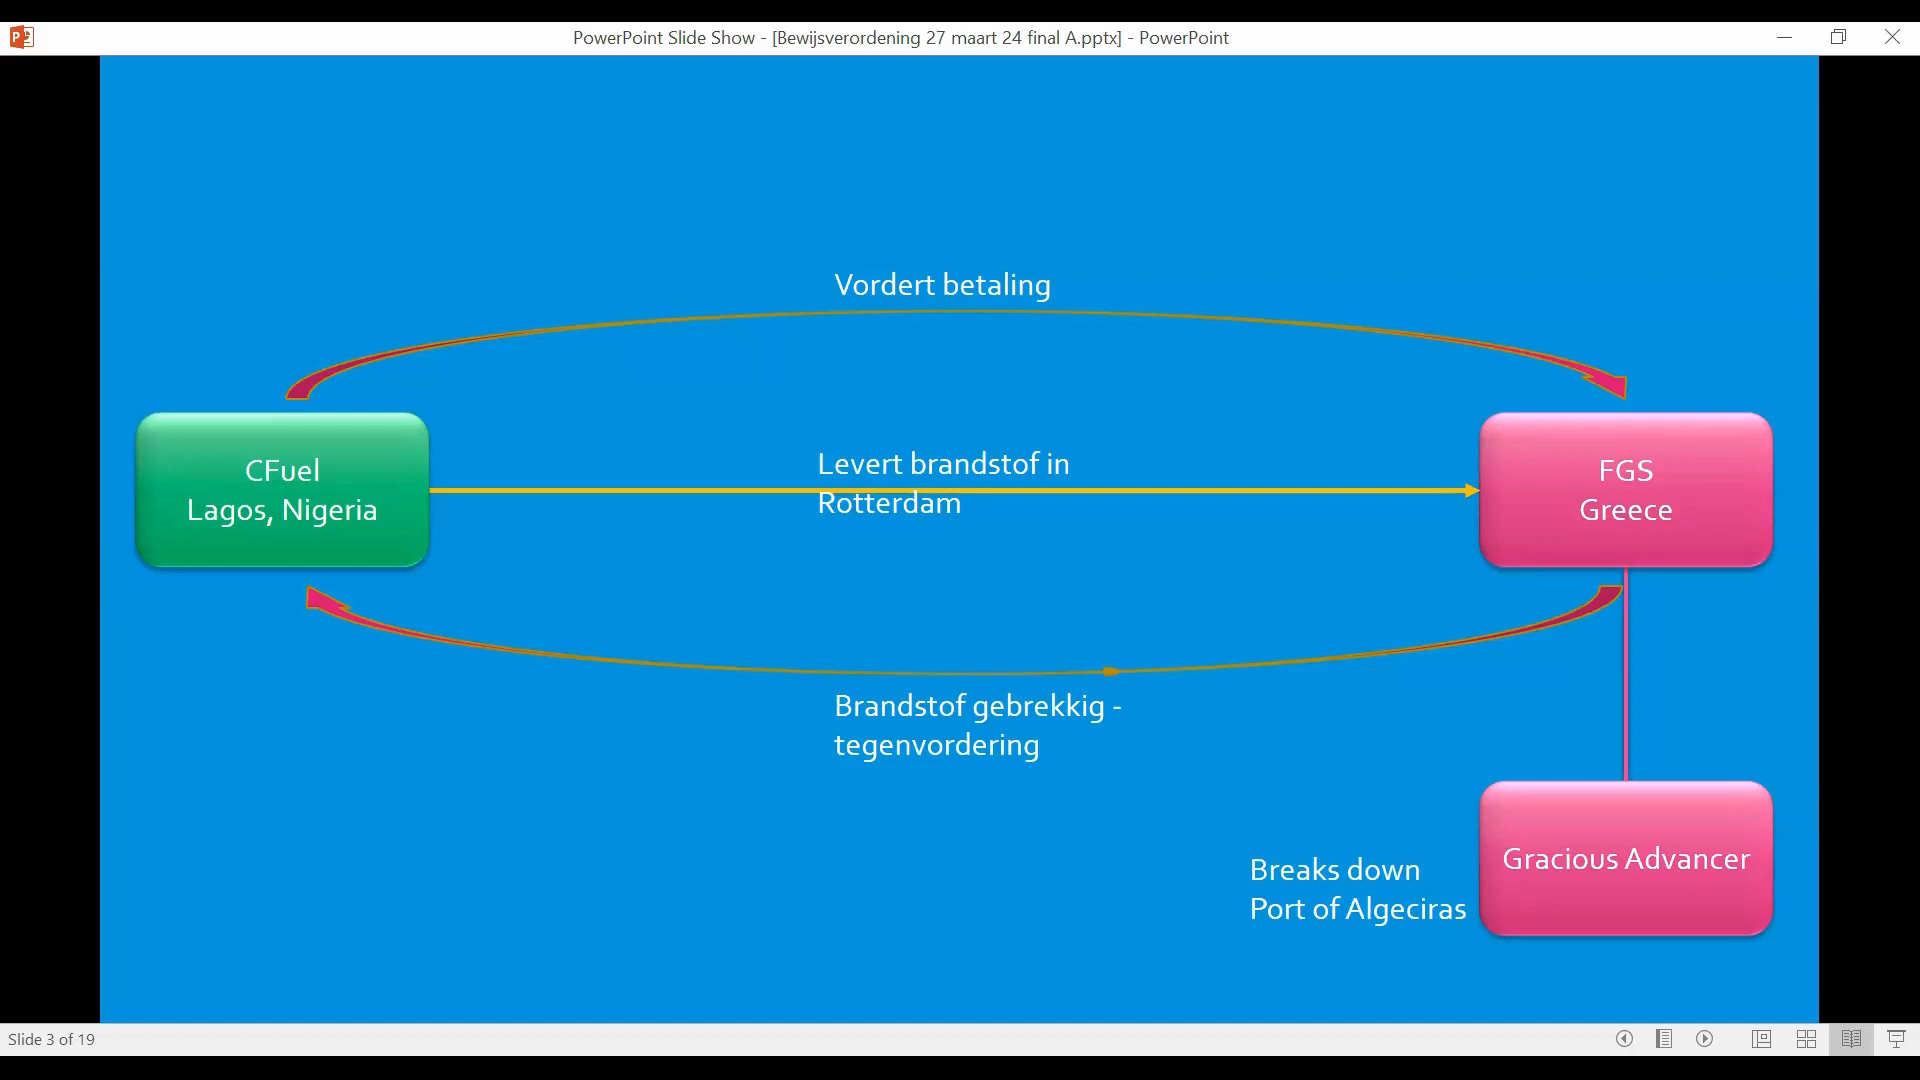 PowerPoint Slide Show - [Bewijsverordening 27 maart 24 final A.pptx] - PowerPoint
Vordert betaling
CFuel
Lagos, Nigeria
Levert brandstof in
Rotterdam
FGS
Greece
Brandstof gebrekkig -
tegenvordering
Breaks down
Port of Algeciras
Gracious Advancer
Slide 3 of 19